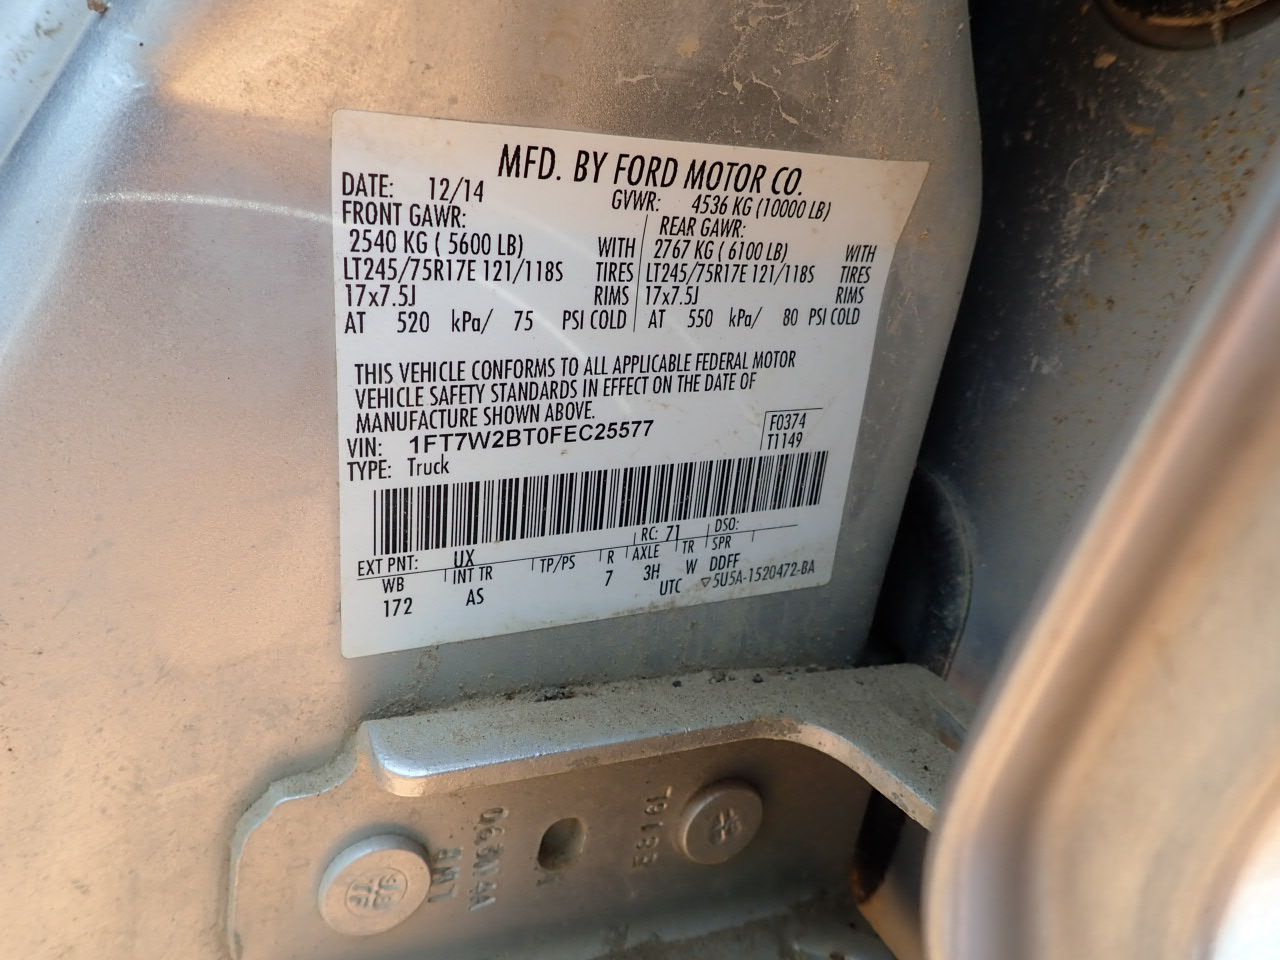 MFD. BY FORD MOTOR CO.
DATE: 12/14 GVWR: 4536 KG (10000 LB)
FRONT GAWR: REAR GAWR:
2540 KG ( 5600 LB) WITH 2767 KG ( 6100 LB) WITH
LT245/75R17E 121/118S TIRES LT245/75R17E 121/118S TIRES
17x7.5J RIMS 17x7.5J RIMS
AT 520 kPa/ 75 PSI COLD AT 550 kPa/ 80 PSI COLD
THIS VEHICLE CONFORMS TO ALL APPLICABLE FEDERAL MOTOR
VEHICLE SAFETY STANDARDS IN EFFECT ON THE DATE OF
MANUFACTURE SHOWN ABOVE.
VIN: 1FT7W2BT0FEC25577 F0374
TYPE: Truck T1149
EXT PNT: UX RC: 71 DSO:
WB INT TR TP/PS R AXLE TR SPR
172 AS 7 3H W DDFF
UTC ▽5U5A-1520472-BA